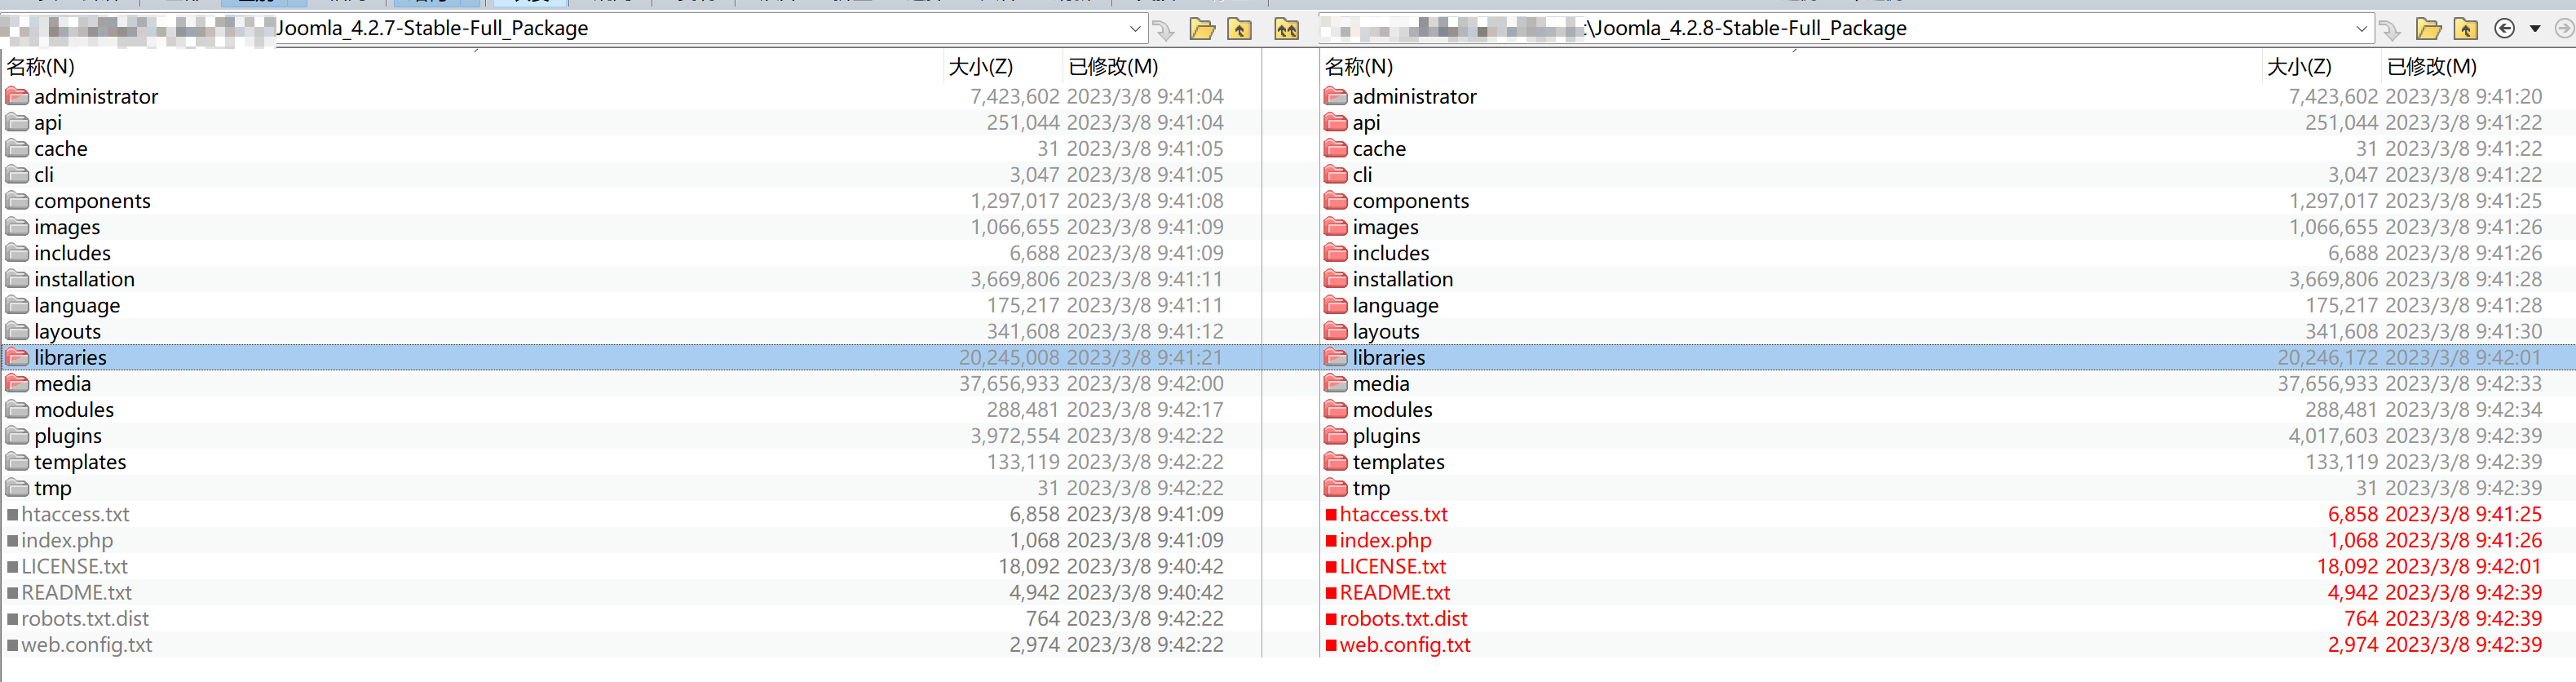 Joomla_4.2.7-Stable-Full_Package
:\Joomla_4.2.8-Stable-Full_Package
名称(N) 大小(Z) 已修改(M) 名称(N) 大小(Z) 已修改(M)
administrator 7,423,602 2023/3/8 9:41:04 administrator 7,423,602 2023/3/8 9:41:20
api 251,044 2023/3/8 9:41:04 api 251,044 2023/3/8 9:41:22
cache 31 2023/3/8 9:41:05 cache 31 2023/3/8 9:41:22
cli 3,047 2023/3/8 9:41:05 cli 3,047 2023/3/8 9:41:22
components 1,297,017 2023/3/8 9:41:08 components 1,297,017 2023/3/8 9:41:25
images 1,066,655 2023/3/8 9:41:09 images 1,066,655 2023/3/8 9:41:26
includes 6,688 2023/3/8 9:41:09 includes 6,688 2023/3/8 9:41:26
installation 3,669,806 2023/3/8 9:41:11 installation 3,669,806 2023/3/8 9:41:28
language 175,217 2023/3/8 9:41:11 language 175,217 2023/3/8 9:41:28
layouts 341,608 2023/3/8 9:41:12 layouts 341,608 2023/3/8 9:41:30
libraries 20,245,008 2023/3/8 9:41:21 libraries 20,246,172 2023/3/8 9:42:01
media 37,656,933 2023/3/8 9:42:00 media 37,656,933 2023/3/8 9:42:33
modules 288,481 2023/3/8 9:42:17 modules 288,481 2023/3/8 9:42:34
plugins 3,972,554 2023/3/8 9:42:22 plugins 4,017,603 2023/3/8 9:42:39
templates 133,119 2023/3/8 9:42:22 templates 133,119 2023/3/8 9:42:39
tmp 31 2023/3/8 9:42:22 tmp 31 2023/3/8 9:42:39
htaccess.txt 6,858 2023/3/8 9:41:09 htaccess.txt 6,858 2023/3/8 9:41:25
index.php 1,068 2023/3/8 9:41:09 index.php 1,068 2023/3/8 9:41:26
LICENSE.txt 18,092 2023/3/8 9:40:42 LICENSE.txt 18,092 2023/3/8 9:42:01
README.txt 4,942 2023/3/8 9:40:42 README.txt 4,942 2023/3/8 9:42:39
robots.txt.dist 764 2023/3/8 9:42:22 robots.txt.dist 764 2023/3/8 9:42:39
web.config.txt 2,974 2023/3/8 9:42:22 web.config.txt 2,974 2023/3/8 9:42:39